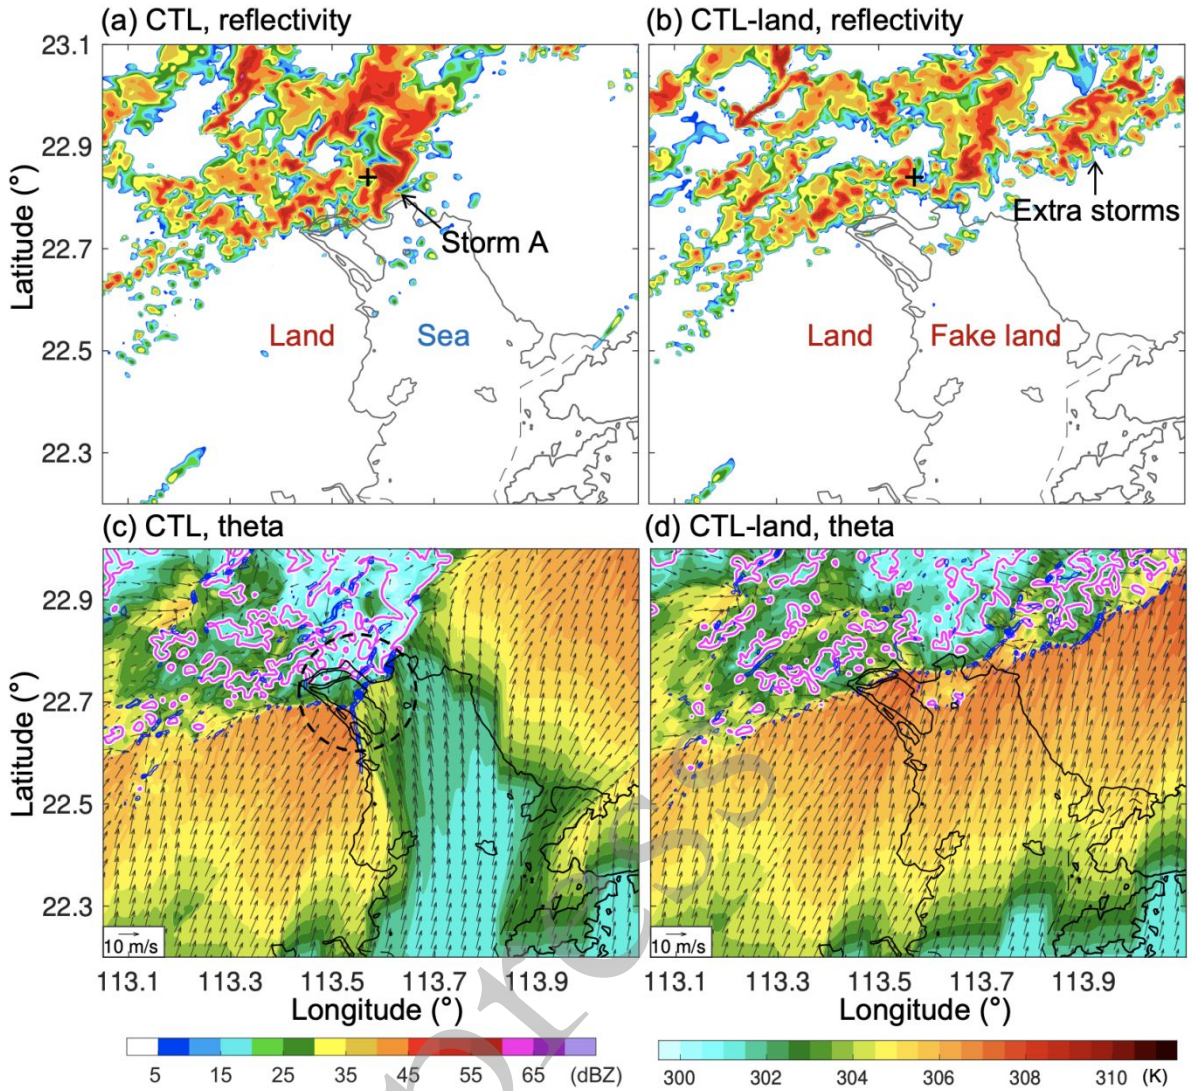 (a) CTL, reflectivity
(b) CTL-land, reflectivity
23.1
22.9
22.7
22.5
22.3
Latitude (°)
Storm A
Extra storms
Land
Sea
Land
Fake land
(c) CTL, theta
(d) CTL-land, theta
22.9
22.7
22.5
22.3
Latitude (°)
10 m/s
10 m/s
113.1
113.3
113.5
113.7
113.9
113.1
113.3
113.5
113.7
113.9
Longitude (°)
Longitude (°)
5 15 25 35 45 55 65 (dBZ)
300 302 304 306 308 310 (K)
press